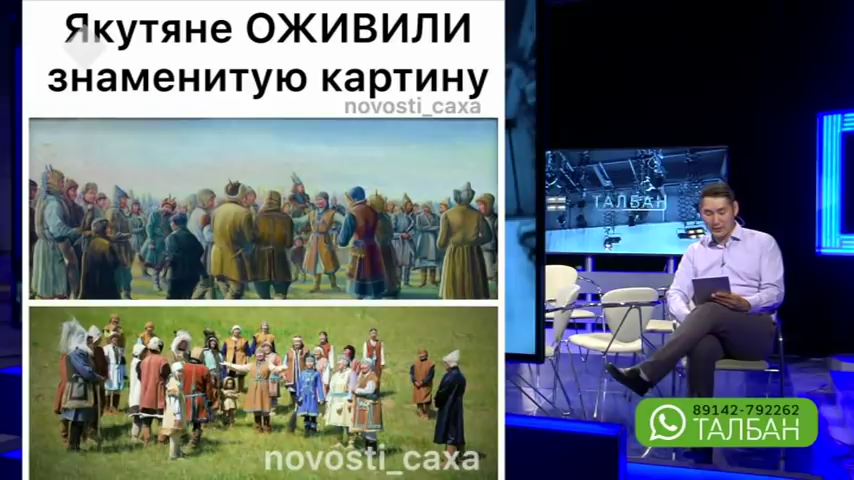 Якутяне ОЖИВИЛИ
знаменитую картину
novosti_caxa
novosti_caxa
ТАЛБАН
89142-792262
ТАЛБАН